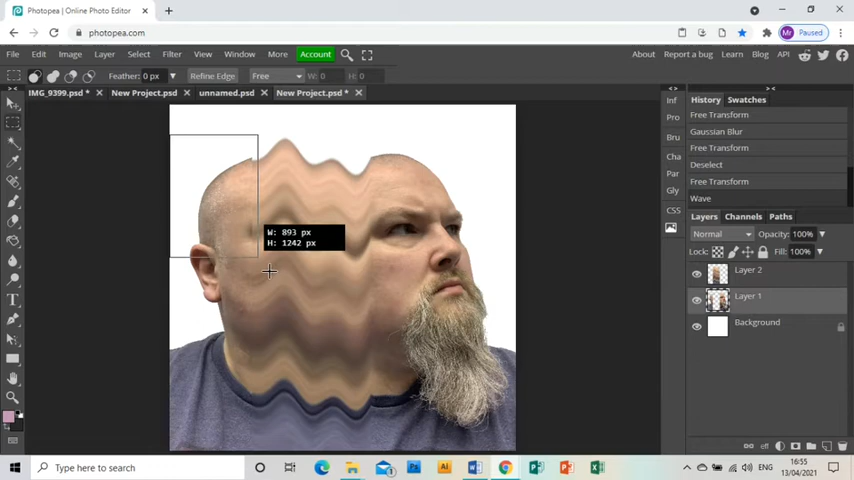 Photopea | Online Photo Editor
photopea.com
Paused
File Edit Image Layer Select Filter View Window More Account
About Report a bug Learn Blog API
Feather: 0 px Refine Edge Free W: 0 H: 0
IMG_9399.psd * New Project.psd unnamed.psd New Project.psd *
Inf
Pro
Bru
Cha
Par
Gly
CSS
History Swatches
Free Transform
Gaussian Blur
Free Transform
Deselect
Wave
Layers Channels Paths
Normal Opacity: 100%
Lock: Fill: 100%
Layer 2
Layer 1
Background
W: 893 px
H: 1242 px
Type here to search
ENG
16:55
13/04/2021